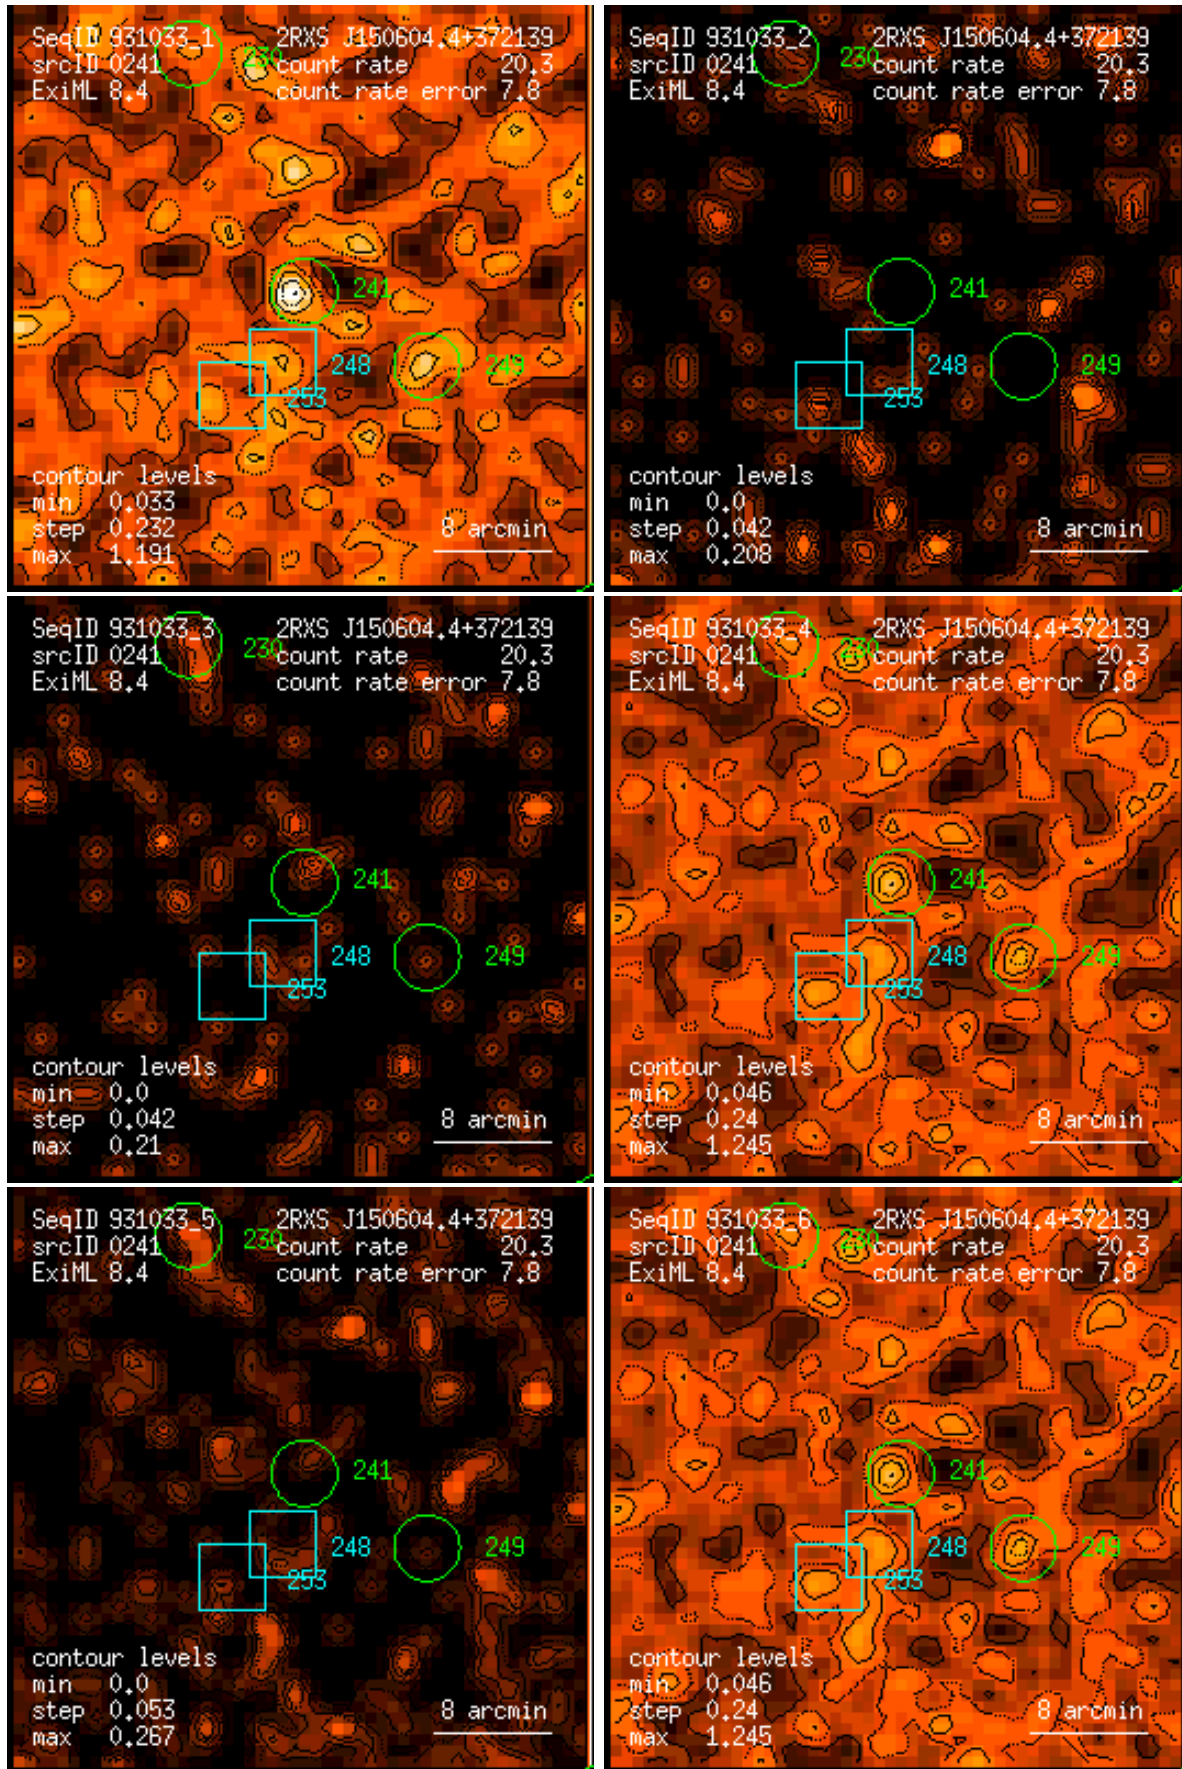 SeqID 931033_1 2RXS J150604.4+372139
srcID 0241 230 count rate 20.3
ExiML 8.4 count rate error 7.8
241
248
249
253
contour levels
min 0.033
step 0.232 8 arcmin
max 1.191
SeqID 931033_2 2RXS J150604.4+372139
srcID 0241 230 count rate 20.3
ExiML 8.4 count rate error 7.8
241
248
249
253
contour levels
min 0.0
step 0.042 8 arcmin
max 0.208
SeqID 931033_3 2RXS J150604.4+372139
srcID 0241 230 count rate 20.3
ExiML 8.4 count rate error 7.8
241
248
249
253
contour levels
min 0.0
step 0.042 8 arcmin
max 0.21
SeqID 931033_4 2RXS J150604.4+372139
srcID 0241 230 count rate 20.3
ExiML 8.4 count rate error 7.8
241
248
249
253
contour levels
min 0.046
step 0.24 8 arcmin
max 1.245
SeqID 931033_5 2RXS J150604.4+372139
srcID 0241 230 count rate 20.3
ExiML 8.4 count rate error 7.8
241
248
249
253
contour levels
min 0.0
step 0.053 8 arcmin
max 0.267
SeqID 931033_6 2RXS J150604.4+372139
srcID 0241 230 count rate 20.3
ExiML 8.4 count rate error 7.8
241
248
249
253
contour levels
min 0.046
step 0.24 8 arcmin
max 1.245